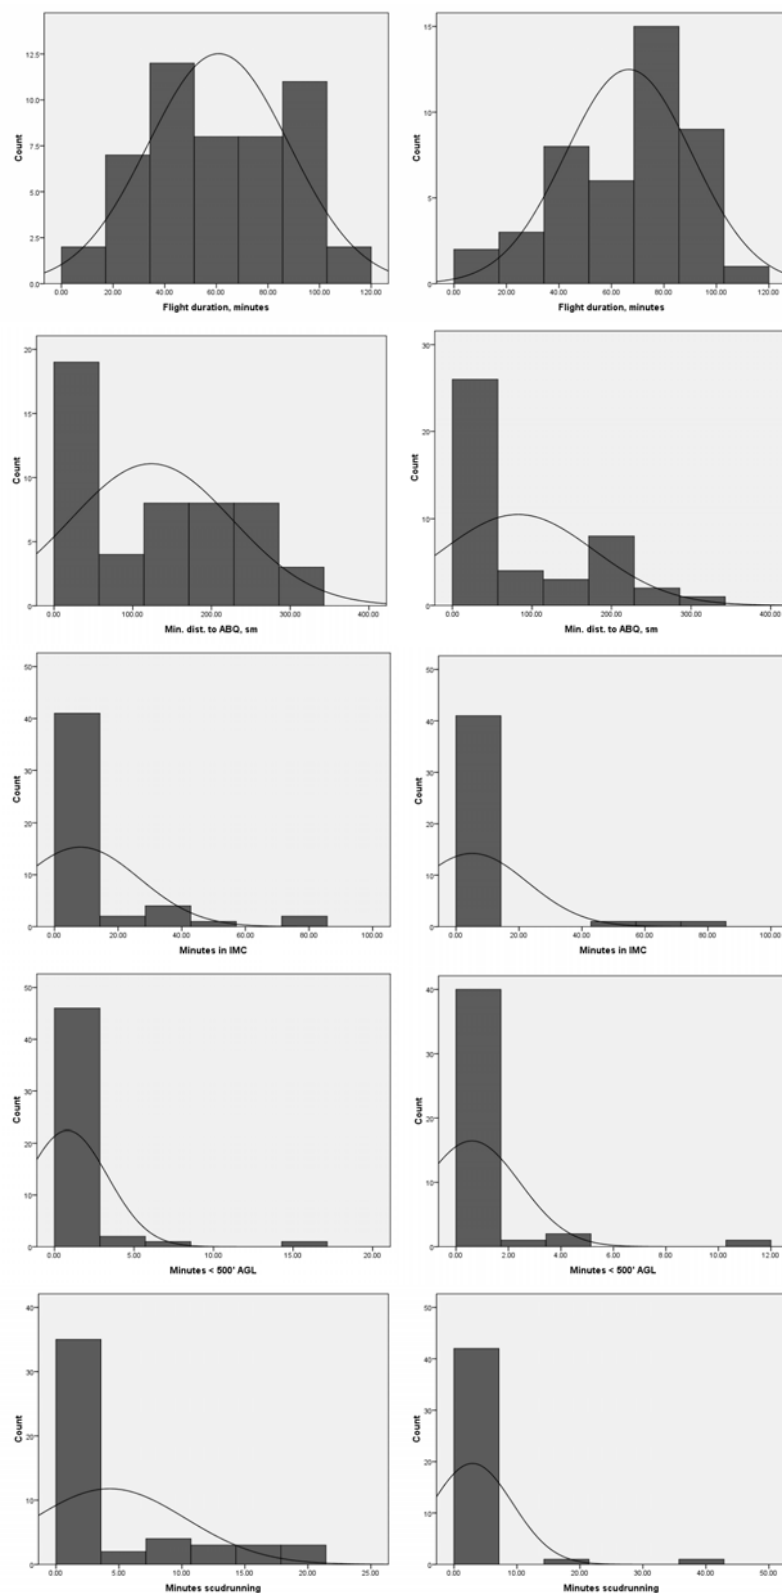 12.5
10.0
7.5
5.0
2.5
0.0
Count
0.00 20.00 40.00 60.00 80.00 100.00 120.00
Flight duration, minutes
15
10
5
0
Count
0.00 20.00 40.00 60.00 80.00 100.00 120.00
Flight duration, minutes
20
15
10
5
0
Count
0.00 100.00 200.00 300.00 400.00
Min. dist. to ABQ, sm
30
20
10
0
Count
0.00 100.00 200.00 300.00 400.00
Min. dist. to ABQ, sm
50
40
30
20
10
0
Count
0.00 20.00 40.00 60.00 80.00 100.00
Minutes in IMC
50
40
30
20
10
0
Count
0.00 20.00 40.00 60.00 80.00 100.0
Minutes in IMC
50
40
30
20
10
0
Count
0.00 5.00 10.00 15.00 20.00
Minutes < 500' AGL
40
30
20
10
0
Count
0.00 2.00 4.00 6.00 8.00 10.00 12.00
Minutes < 500' AGL
40
30
20
10
0
Count
0.00 5.00 10.00 15.00 20.00 25.00
Minutes scudrunning
50
40
30
20
10
0
Count
0.00 10.00 20.00 30.00 40.00 50.00
Minutes scudrunning